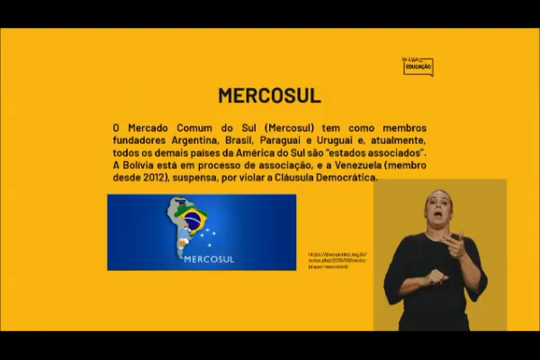 EDUCAÇÃO
MERCOSUL
O Mercado Comum do Sul (Mercosul) tem como membros
fundadores Argentina, Brasil, Paraguai e Uruguai e, atualmente,
todos os demais países da América do Sul são "estados associados".
A Bolívia está em processo de associação, e a Venezuela (membro
desde 2012), suspensa, por violar a Cláusula Democrática.
MERCOSUL